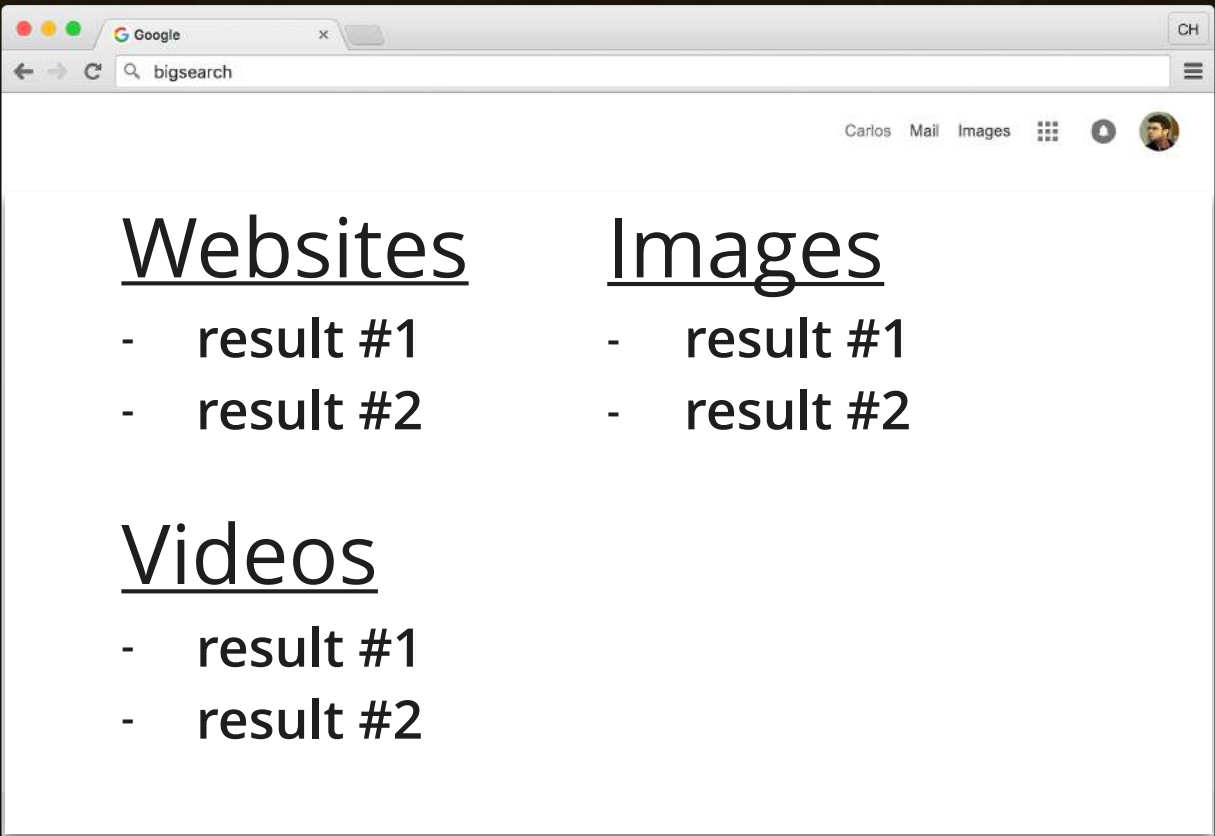 Google
CH
bigsearch
Carlos Mail Images
Websites
- result #1
- result #2
Images
- result #1
- result #2
Videos
- result #1
- result #2